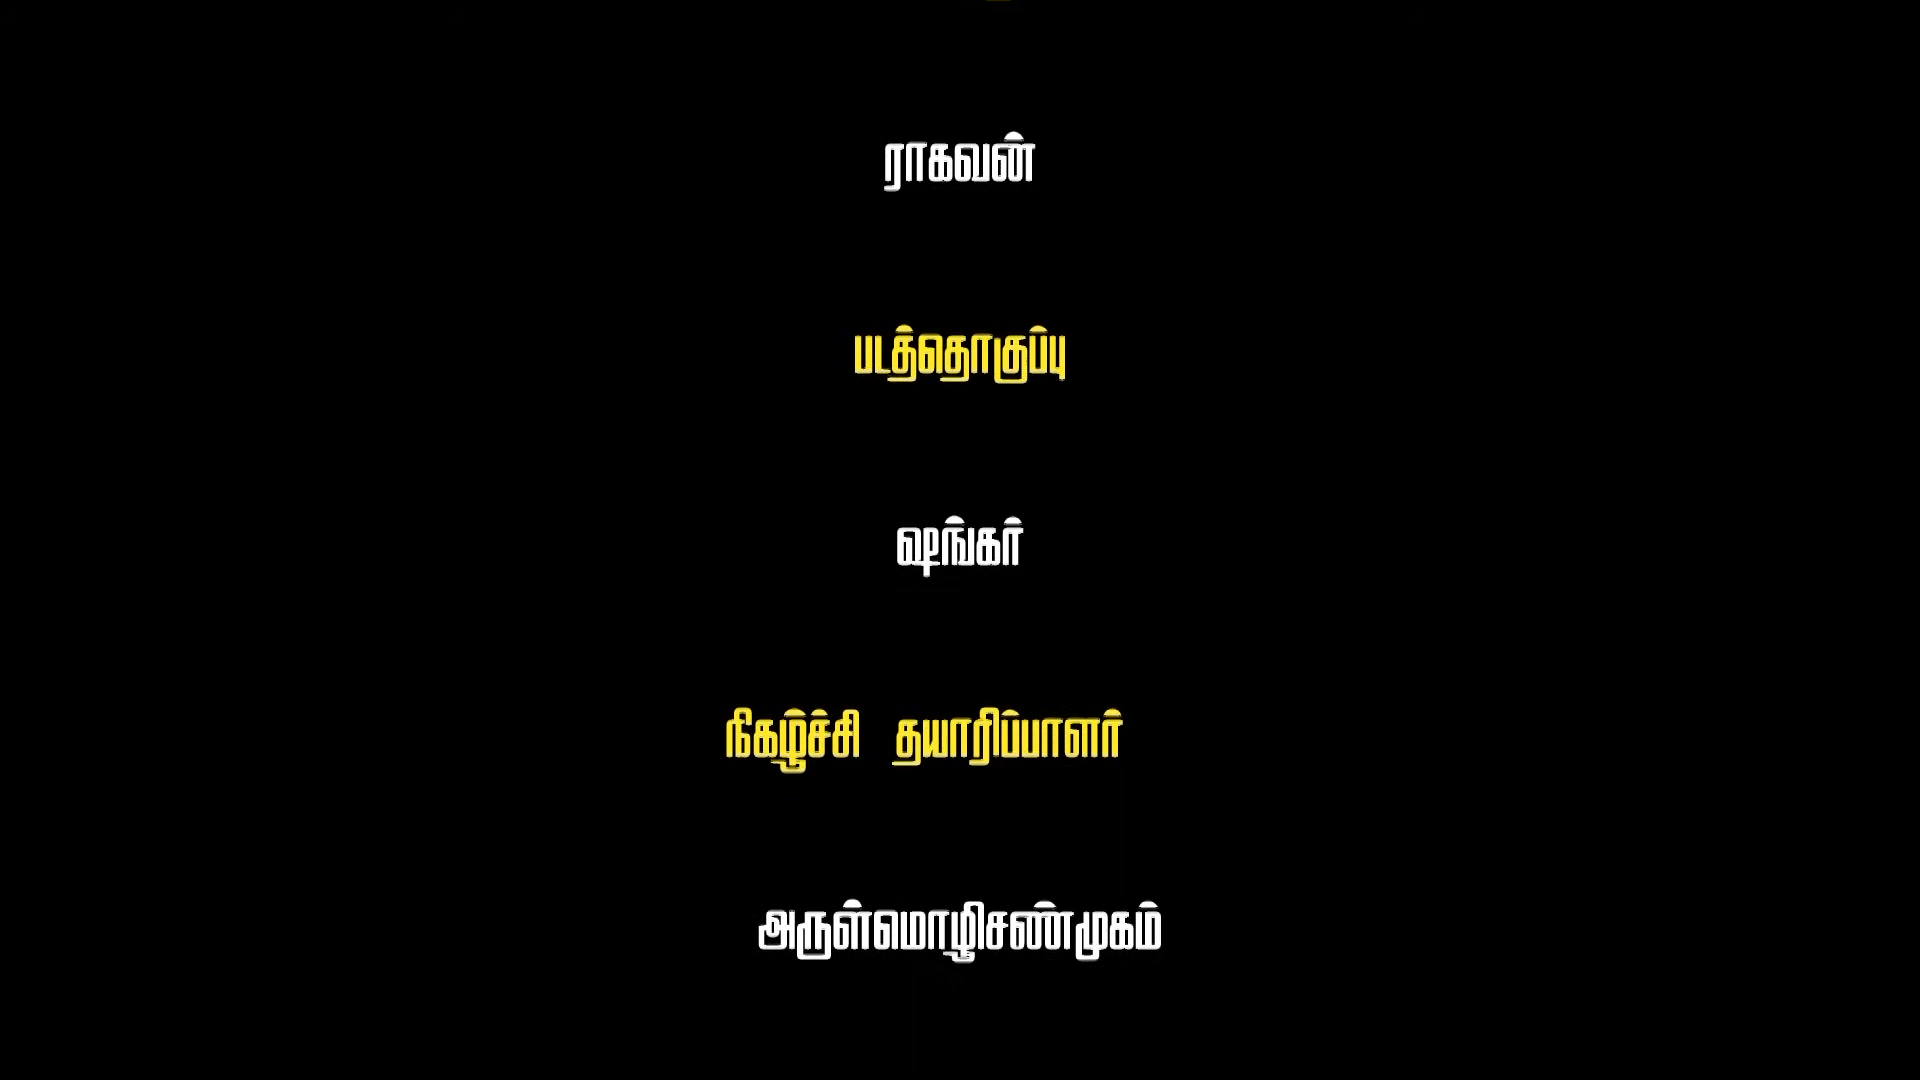 ராகவன்
படத்தொகுப்பு
ஷங்கர்
நிகழ்ச்சி தயாரிப்பாளர்
அருள்மொழிசண்முகம்